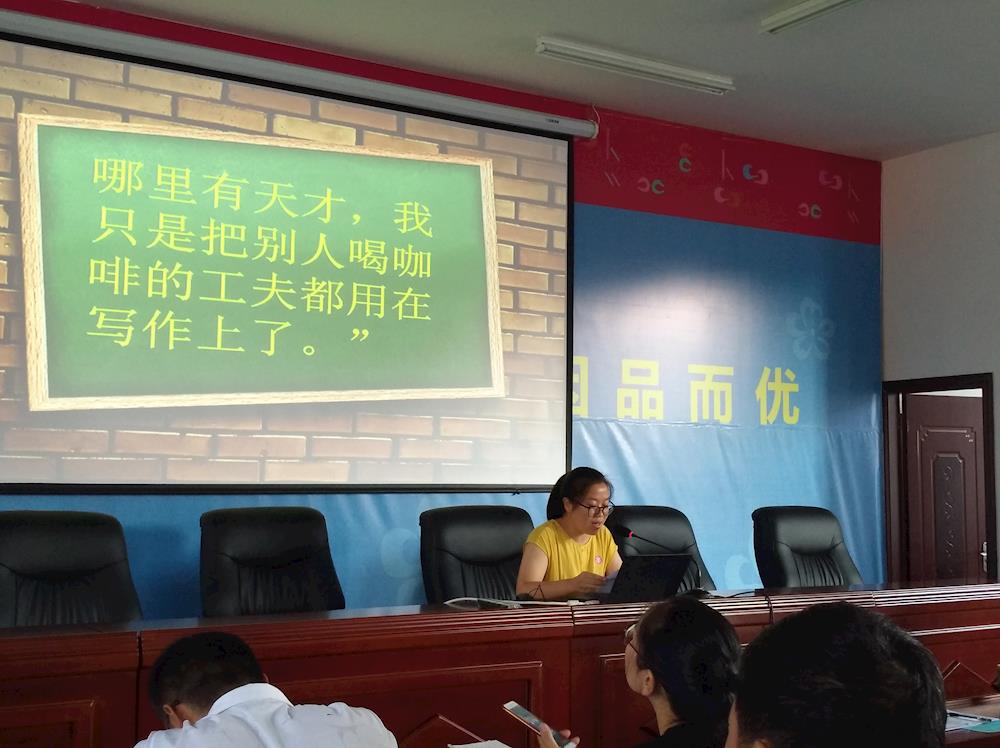 哪里有天才，我
只是把别人喝咖
啡的工夫都用在
写作上了。”
品而优